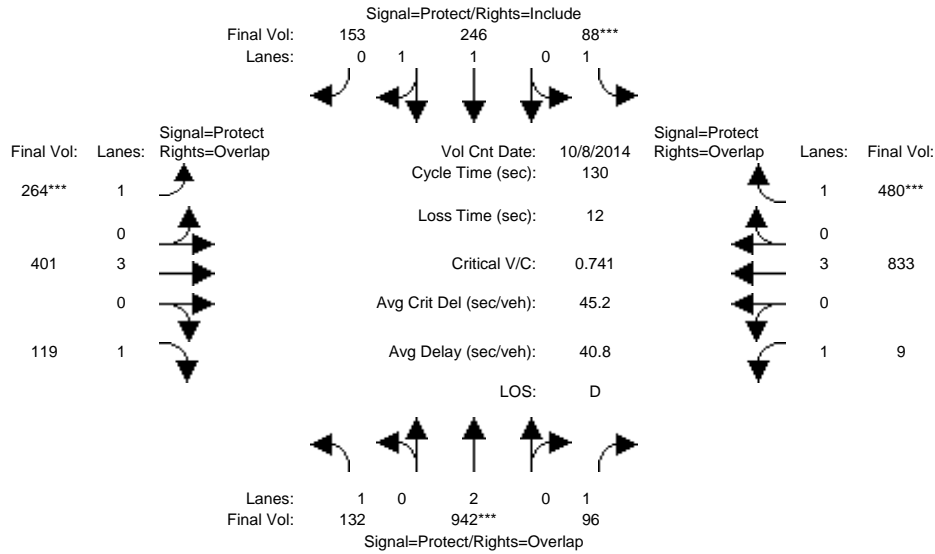 Signal=Protect/Rights=Include
Final Vol: 153 246 88***
Lanes: 0 1 1 0 1
Signal=Protect
Final Vol: Lanes: Rights=Overlap
Vol Cnt Date: 10/8/2014
Signal=Protect
Rights=Overlap Lanes: Final Vol:
Cycle Time (sec): 130
264*** 1
1 480***
Loss Time (sec): 12
0
0
401 3
Critical V/C: 0.741
3 833
0
Avg Crit Del (sec/veh): 45.2
0
119 1
Avg Delay (sec/veh): 40.8
1 9
LOS: D
Lanes: 1 0 2 0 1
Final Vol: 132 942*** 96
Signal=Protect/Rights=Overlap